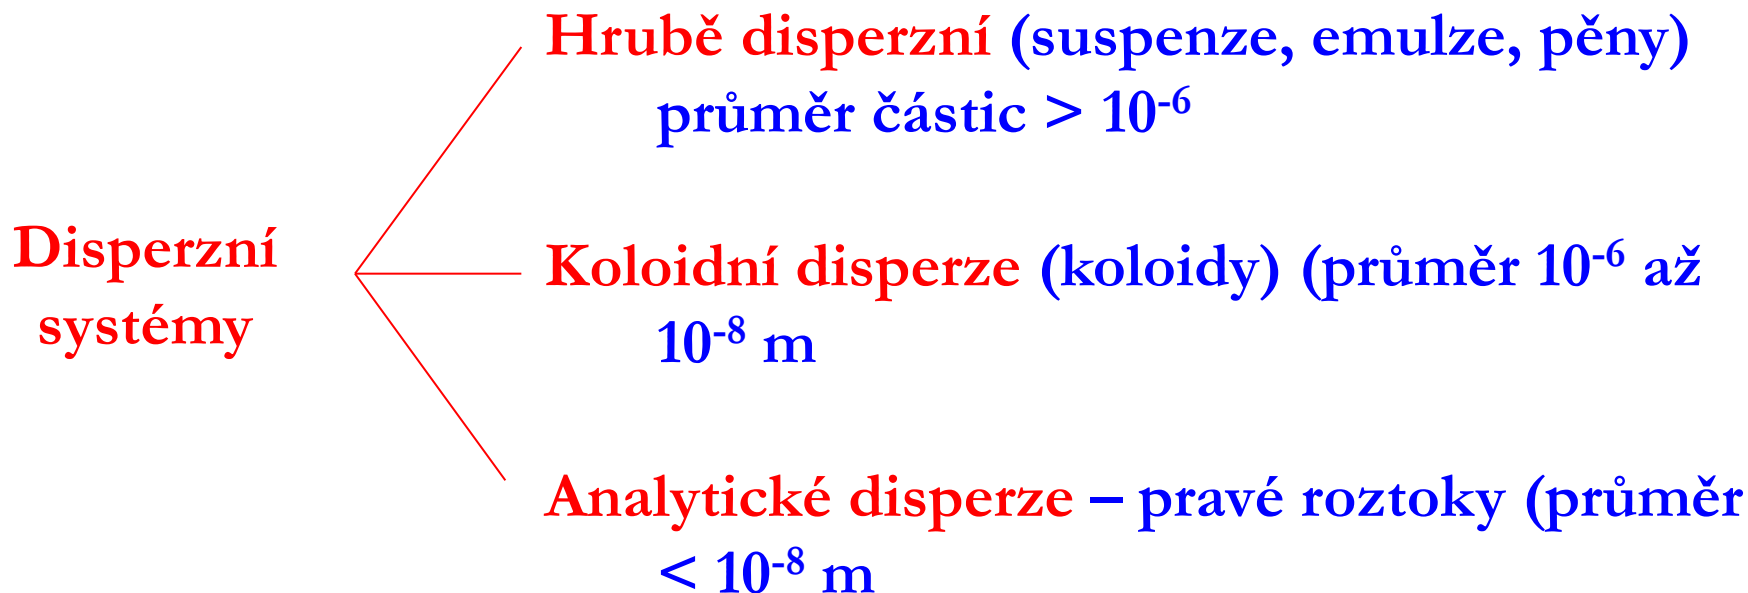 Hrubě disperzní (suspenze, emulze, pěny)
průměr částic > 10⁻⁶
Disperzní
systémy
Koloidní disperze (koloidy) (průměr 10⁻⁶ až
10⁻⁸ m
Analytické disperze – pravé roztoky (průměr
< 10⁻⁸ m